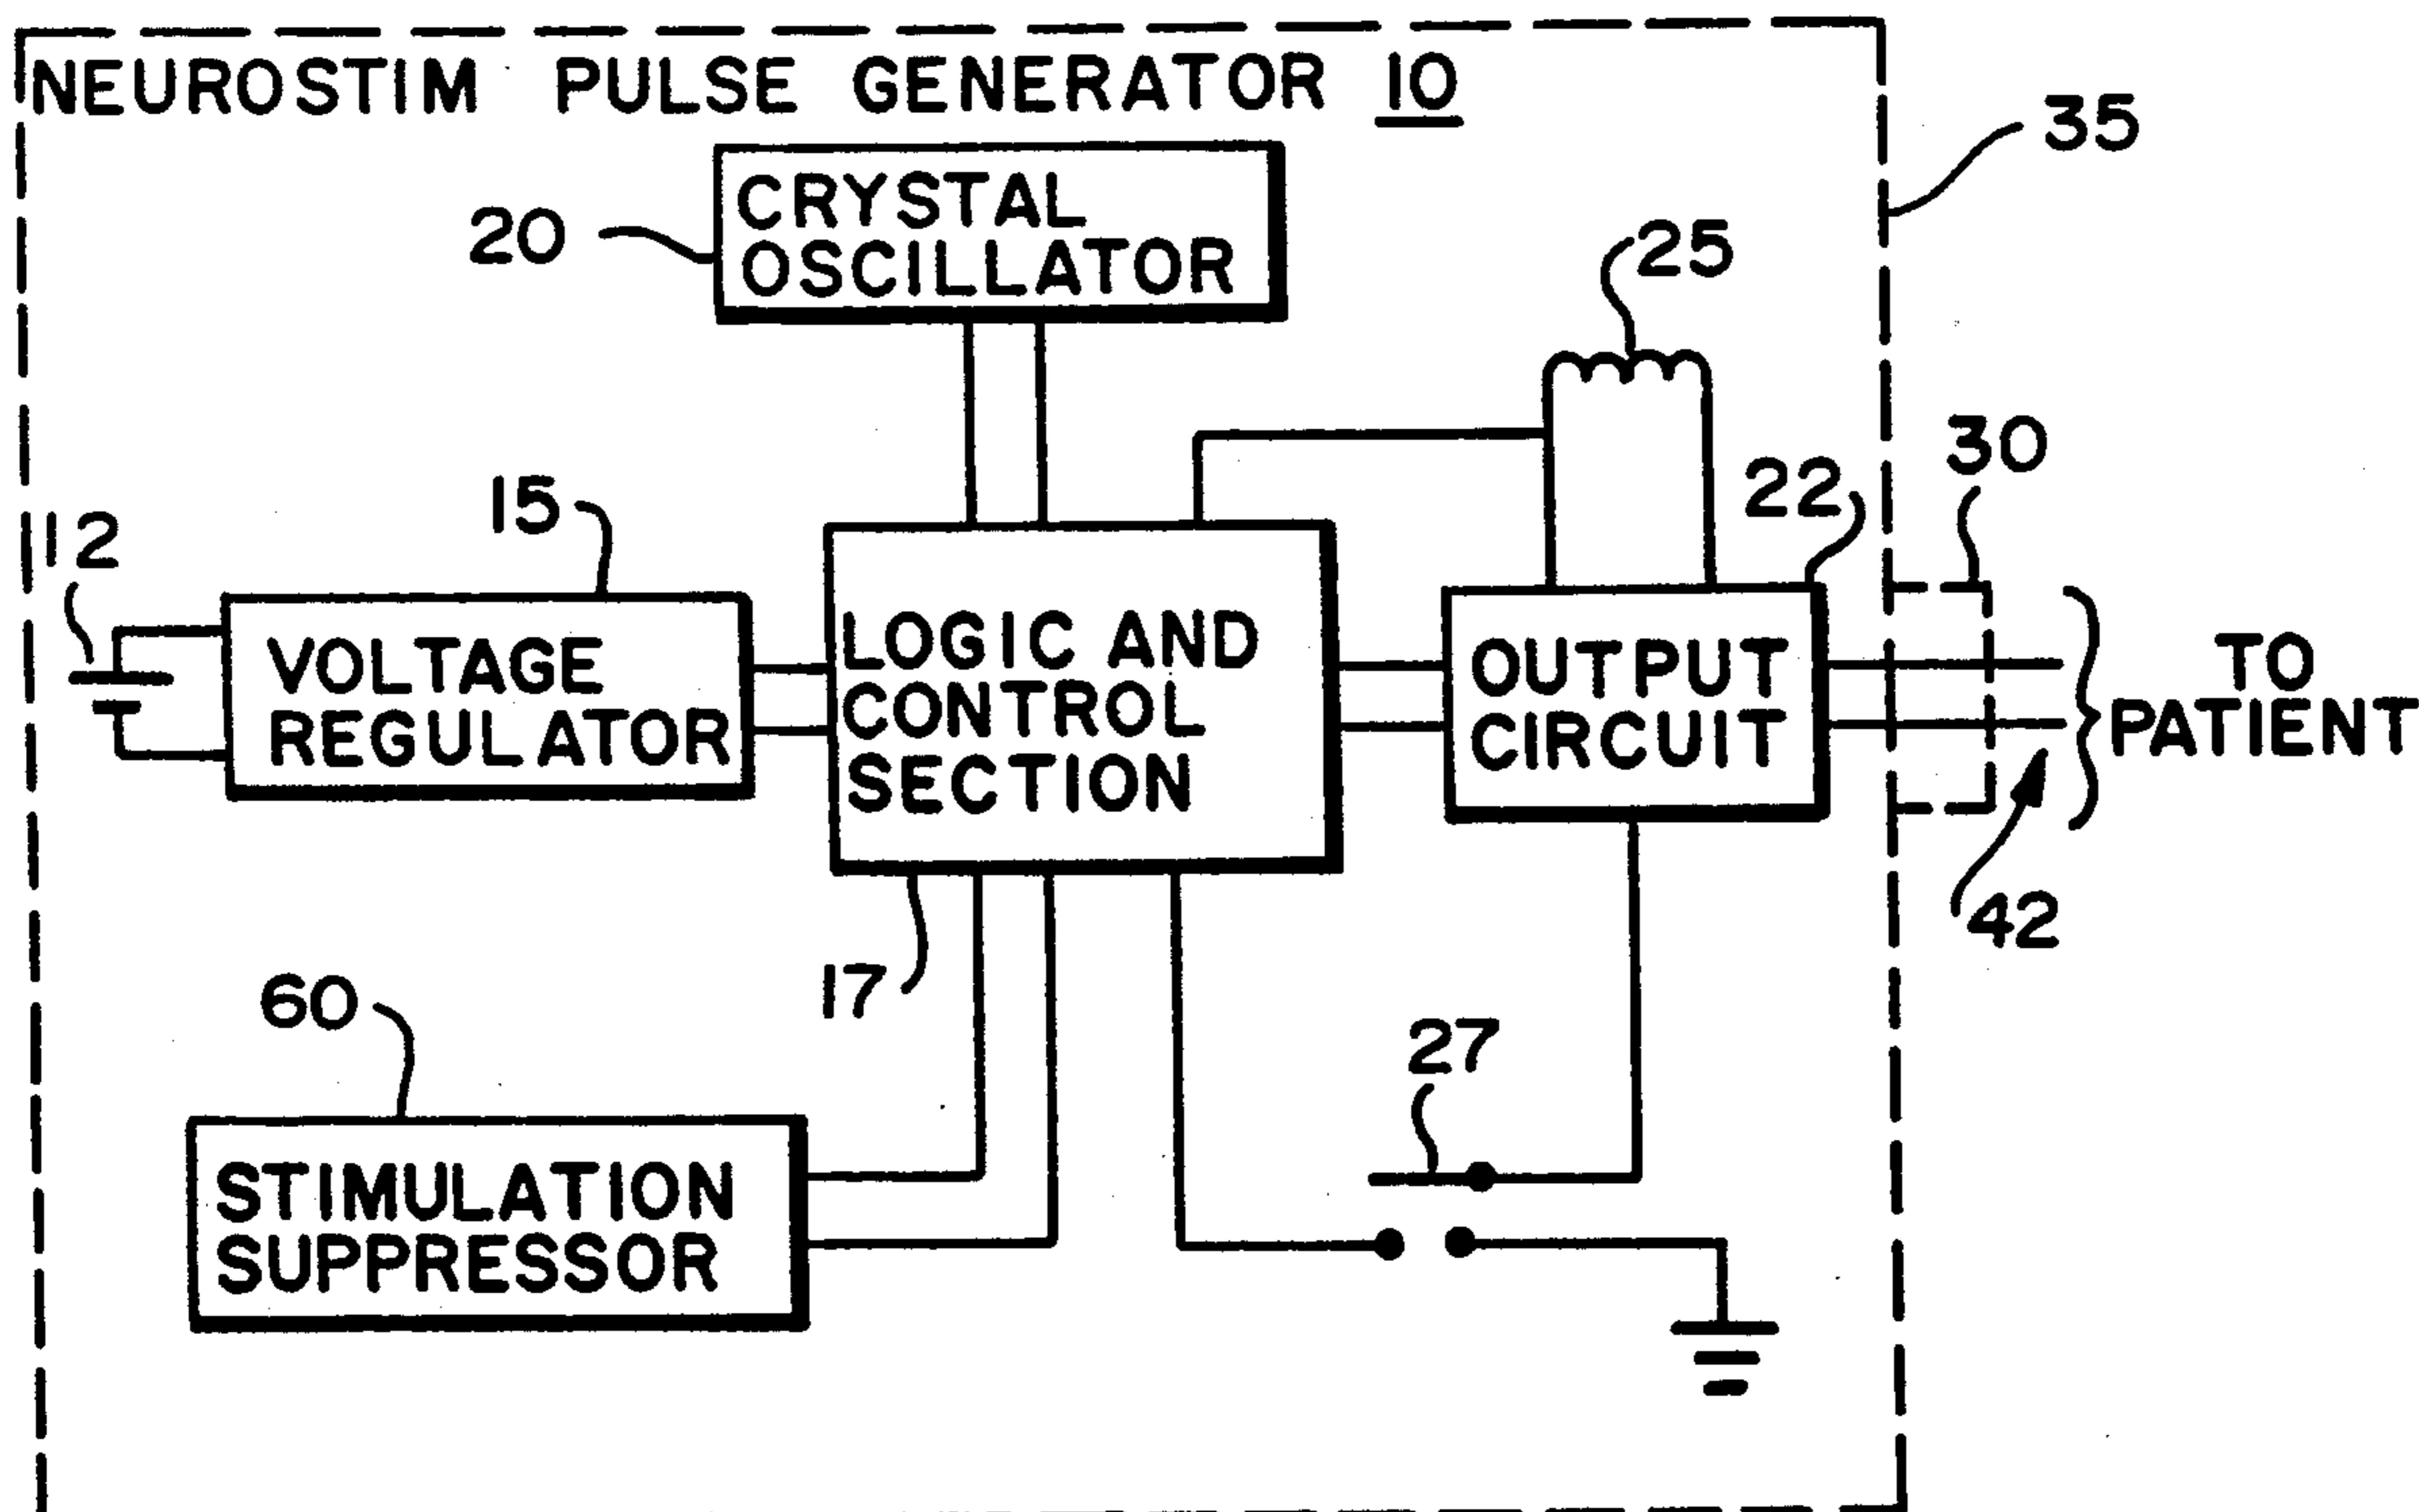 NEUROSTIM PULSE GENERATOR 10
35
CRYSTAL
OSCILLATOR
20
25
30
22
15
12
VOLTAGE
REGULATOR
LOGIC AND
CONTROL
SECTION
OUTPUT
CIRCUIT
TO
PATIENT
42
17
60
27
STIMULATION
SUPPRESSOR